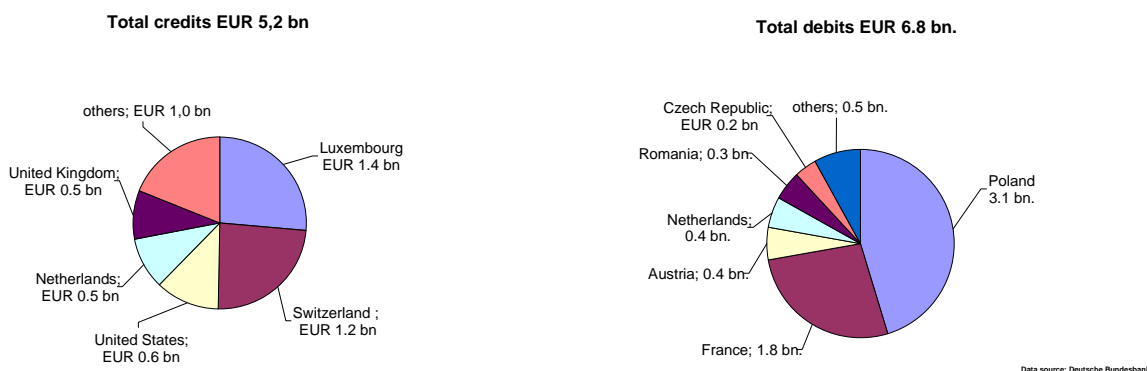 Total credits EUR 5,2 bn
others; EUR 1,0 bn
Luxembourg
EUR 1.4 bn
United Kingdom;
EUR 0.5 bn
Netherlands;
EUR 0.5 bn
United States;
EUR 0.6 bn
Switzerland ;
EUR 1.2 bn
Total debits EUR 6.8 bn.
Czech Republic;
EUR 0.2 bn
others; 0.5 bn.
Romania; 0.3 bn.
Poland
3.1 bn.
Netherlands;
0.4 bn.
Austria; 0.4 bn.
France; 1.8 bn.
Data source: Deutsche Bundesbank